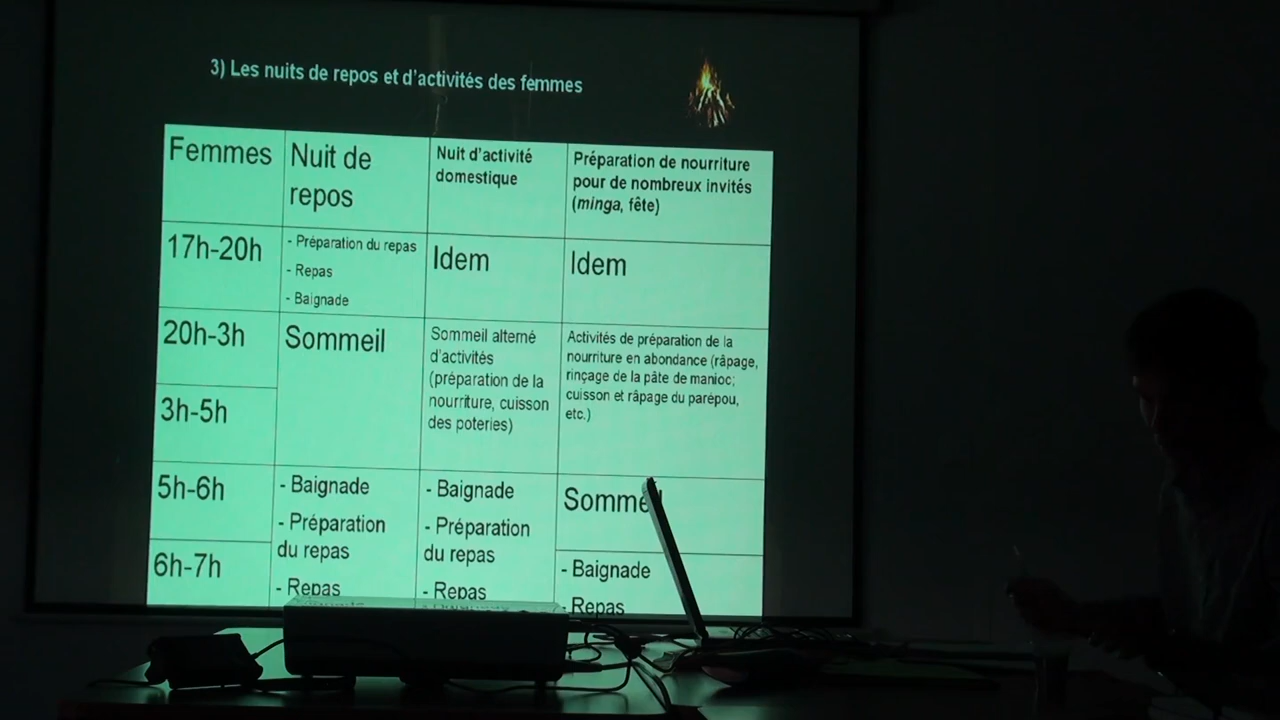 3) Les nuits de repos et d'activités des femmes
Femmes
Nuit de
repos
Nuit d'activité
domestique
Préparation de nourriture
pour de nombreux invités
(minga, fête)
17h-20h
- Préparation du repas
- Repas
- Baignade
Idem
Idem
20h-3h
Sommeil
Sommeil alterné
d'activités
(préparation de la
nourriture, cuisson
des poteries)
Activités de préparation de la
nourriture en abondance (râpage,
rinçage de la pâte de manioc;
cuisson et râpage du parépou,
etc.)
3h-5h
5h-6h
- Baignade
- Préparation
du repas
- Repas
- Baignade
- Préparation
du repas
- Repas
Sommeil
6h-7h
- Baignade
- Repas